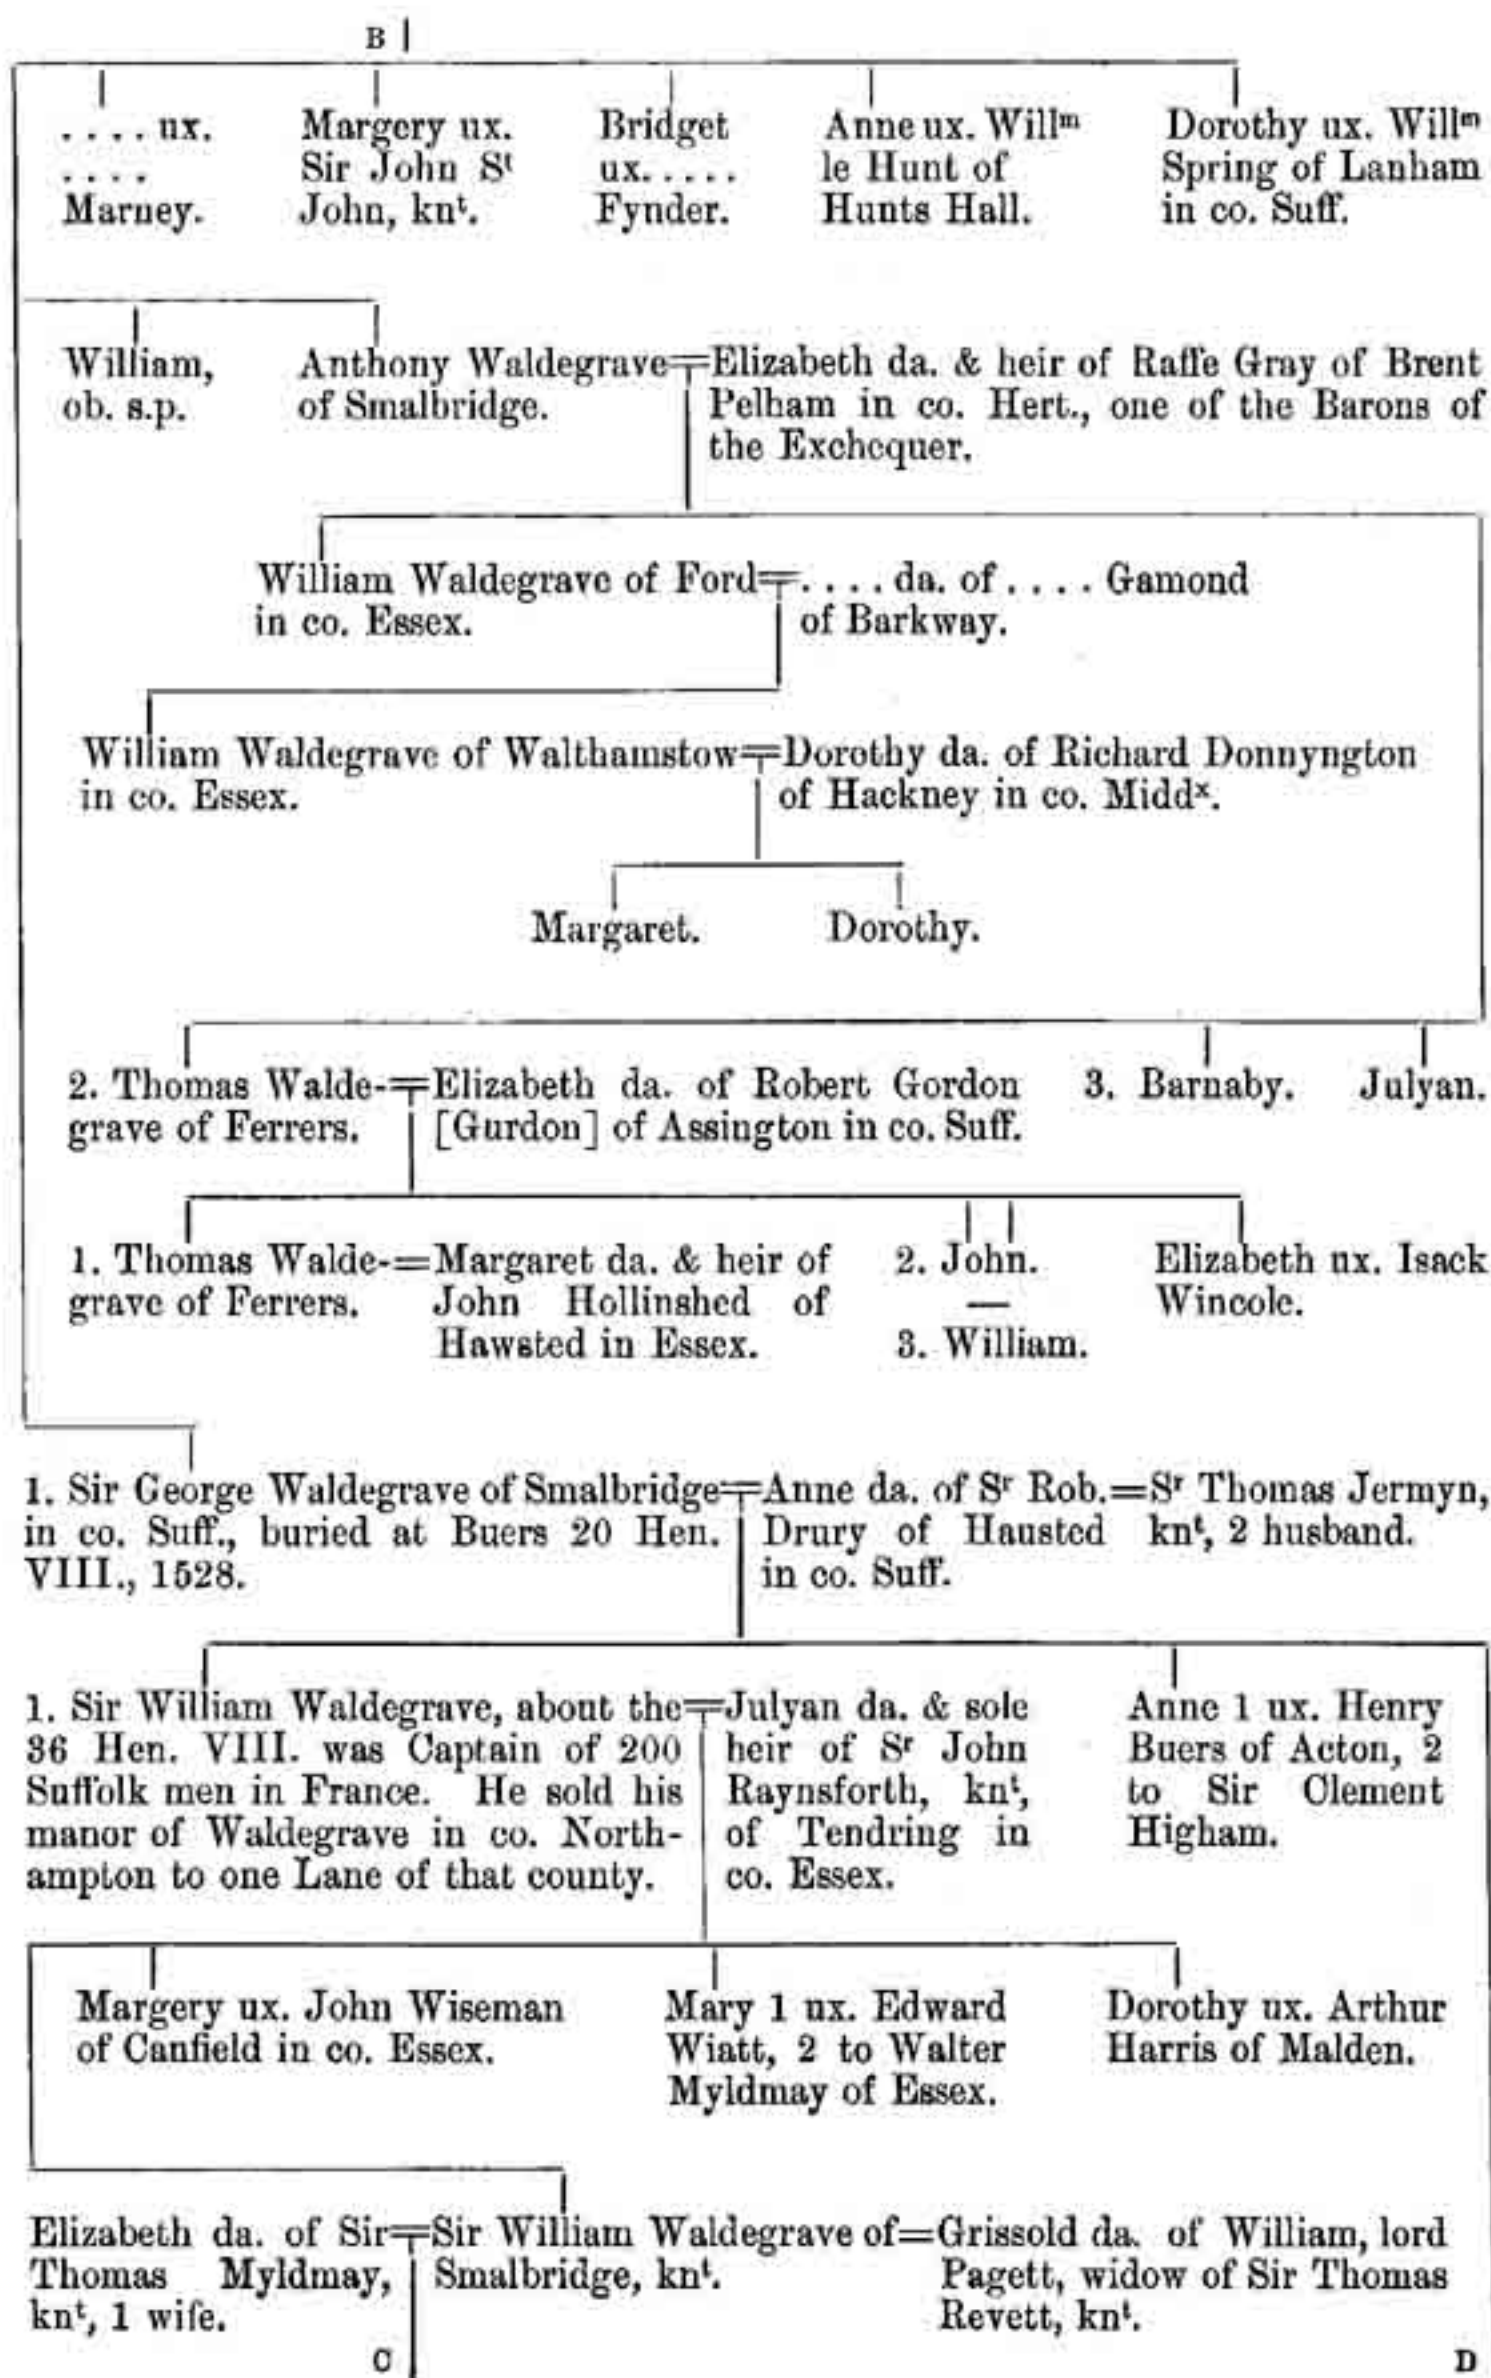 B
. . . . ux.
. . . .
Marney.
Margery ux.
Sir John Sᵗ
John, knᵗ.
Bridget
ux. . . . .
Fynder.
Anne ux. Willᵐ
le Hunt of
Hunts Hall.
Dorothy ux. Willᵐ
Spring of Lanham
in co. Suff.
William,
ob. s.p.
Anthony Waldegrave
of Smalbridge.
Elizabeth da. & heir of Raffe Gray of Brent
Pelham in co. Hert., one of the Barons of
the Exchequer.
William Waldegrave of Ford
in co. Essex.
. . . . da. of . . . . Gamond
of Barkway.
William Waldegrave of Walthamstow
in co. Essex.
Dorothy da. of Richard Donnyngton
of Hackney in co. Middˣ.
Margaret.
Dorothy.
2. Thomas Walde-
grave of Ferrers.
Elizabeth da. of Robert Gordon
[Gurdon] of Assington in co. Suff.
3. Barnaby.
Julyan.
1. Thomas Walde-
grave of Ferrers.
Margaret da. & heir of
John Hollinshed of
Hawsted in Essex.
2. John.
—
3. William.
Elizabeth ux. Isack
Wincole.
1. Sir George Waldegrave of Smalbridge
in co. Suff., buried at Buers 20 Hen.
VIII., 1528.
Anne da. of Sʳ Rob.
Drury of Hausted
in co. Suff.
Sʳ Thomas Jermyn,
knᵗ, 2 husband.
1. Sir William Waldegrave, about the
36 Hen. VIII. was Captain of 200
Suffolk men in France. He sold his
manor of Waldegrave in co. North-
ampton to one Lane of that county.
Julyan da. & sole
heir of Sʳ John
Raynsforth, knᵗ,
of Tendring in
co. Essex.
Anne 1 ux. Henry
Buers of Acton, 2
to Sir Clement
Higham.
Margery ux. John Wiseman
of Canfield in co. Essex.
Mary 1 ux. Edward
Wiatt, 2 to Walter
Myldmay of Essex.
Dorothy ux. Arthur
Harris of Malden.
Elizabeth da. of Sir
Thomas Myldmay,
knᵗ, 1 wife.
Sir William Waldegrave of
Smalbridge, knᵗ.
Grissold da. of William, lord
Pagett, widow of Sir Thomas
Revett, knᵗ.
C
D